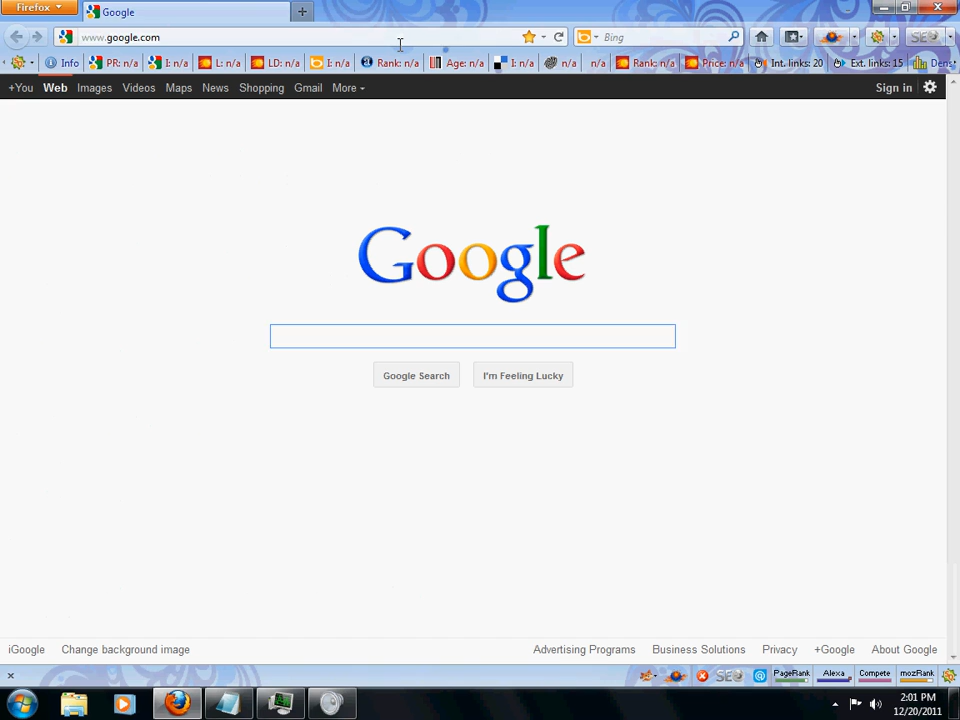 Firefox
Google
www.google.com
Bing
SE
Info
PR: n/a
I: n/a
L: n/a
LD: n/a
I: n/a
Rank: n/a
Age: n/a
I: n/a
n/a
n/a
Rank: n/a
Price: n/a
Int. links: 20
Ext. links: 15
Dens
+You Web Images Videos Maps News Shopping Gmail More
Sign in
Google
Google Search
I'm Feeling Lucky
iGoogle
Change background image
Advertising Programs
Business Solutions
Privacy
+Google
About Google
SE
PageRank
Alexa
Compete
mozRank
2:01 PM
12/20/2011